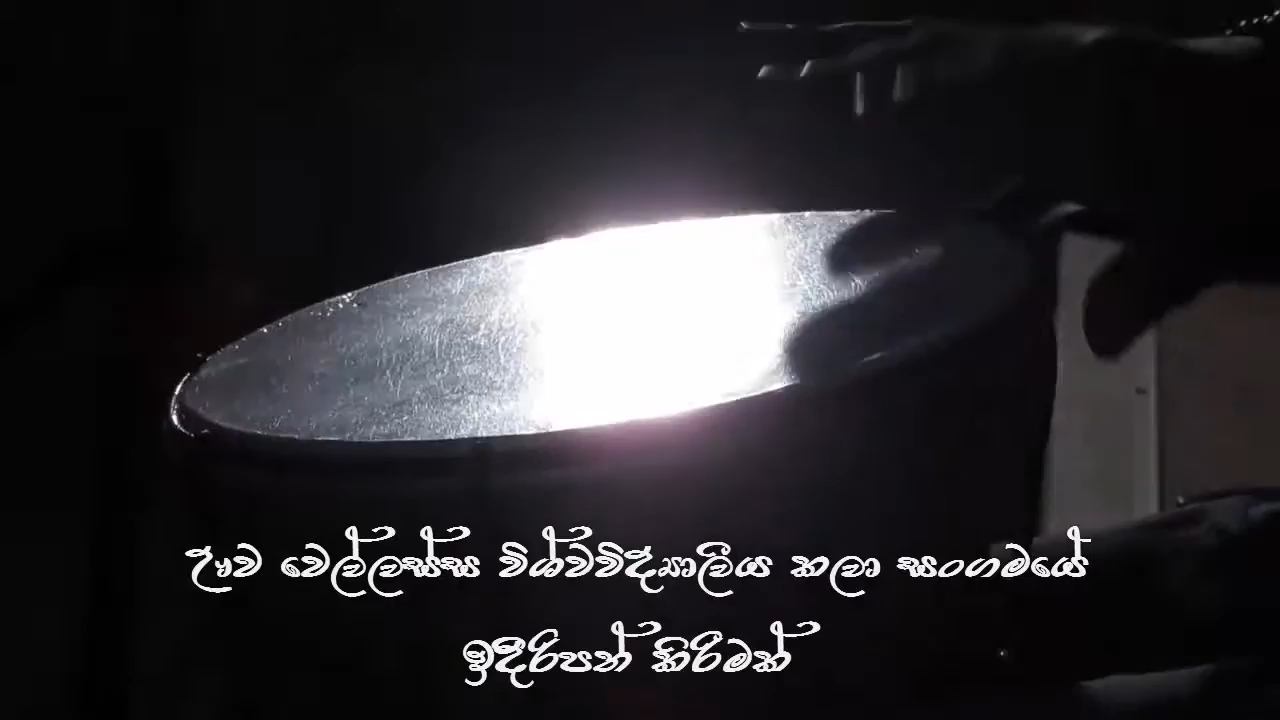 ඌව වෙල්ලස්ස විශ්වවිද්‍යාලීය කලා සංගමයේ
ඉදිරිපත් කිරීමක්